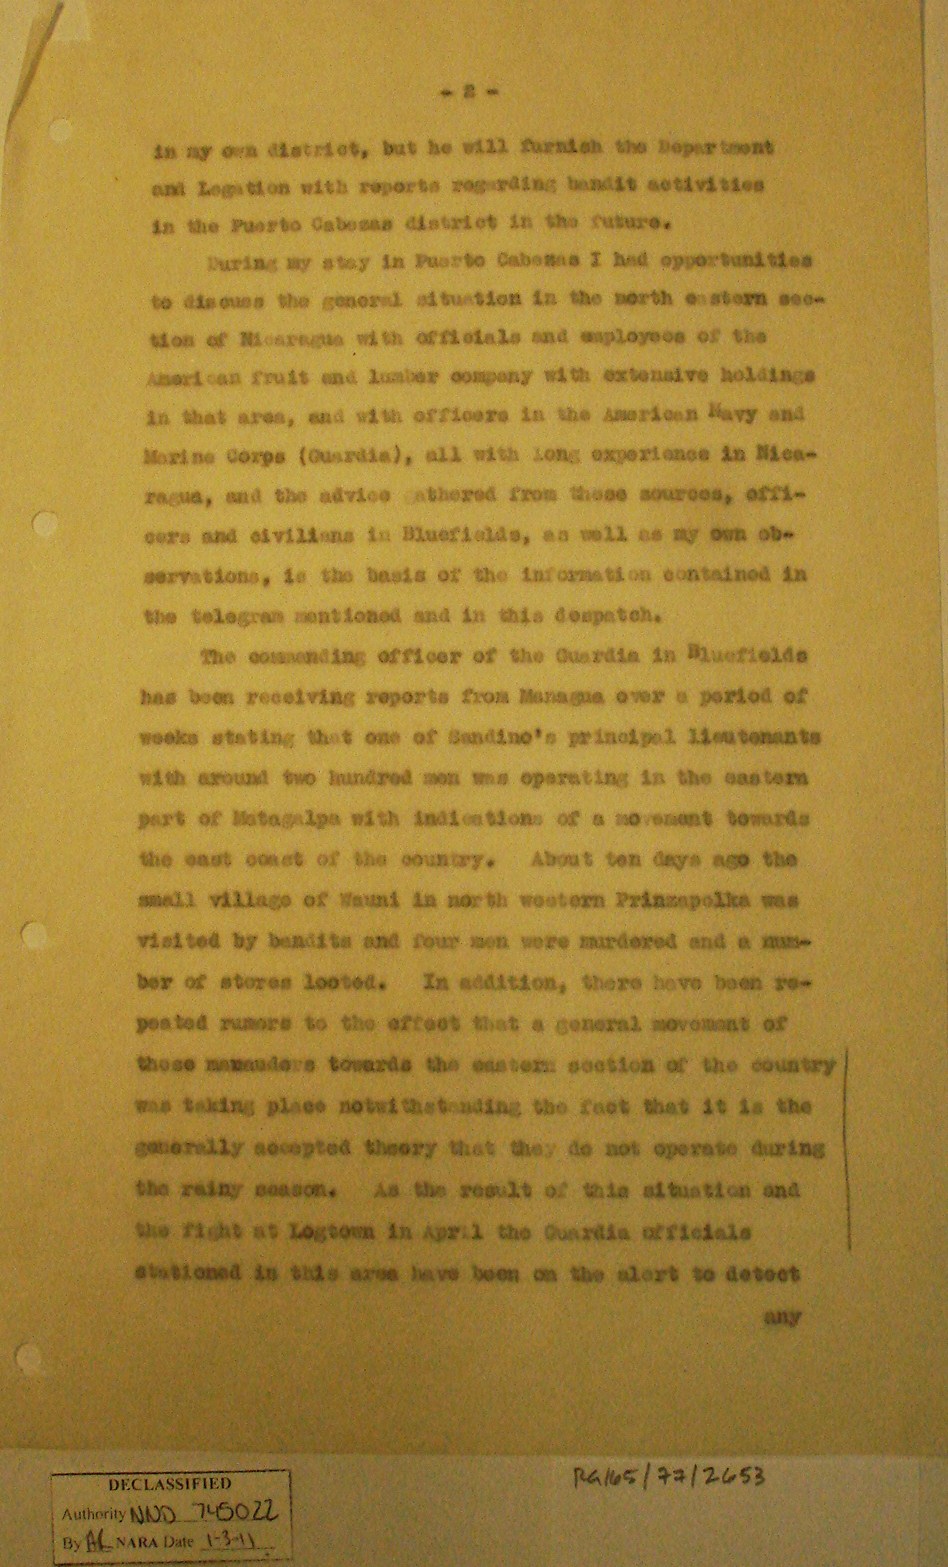 - 2 -
in my own district, but he will furnish the Department
and Legation with reports regarding bandit activities
in the Puerto Cabezas district in the future.
During my stay in Puerto Cabezas I had opportunities
to discuss the general situation in the north eastern sec-
tion of Nicaragua with officials and employees of the
American fruit and lumber company with extensive holdings
in that area, and with officers in the American Navy and
Marine Corps (Guardia), all with long experience in Nica-
ragua, and the advice gathered from these sources, offi-
cers and civilians in Bluefields, as well as my own ob-
servations, is the basis of the information contained in
the telegram mentioned and in this despatch.
The commanding officer of the Guardia in Bluefields
has been receiving reports from Managua over a period of
weeks stating that one of Sandino's principal lieutenants
with around two hundred men was operating in the eastern
part of Matagalpa with indications of a movement towards
the east coast of the country. About ten days ago the
small village of Wauni in north western Prinzapolka was
visited by bandits and four men were murdered and a num-
ber of stores looted. In addition, there have been re-
peated rumors to the effect that a general movement of
these marauders towards the eastern section of the country
was taking place notwithstanding the fact that it is the
generally accepted theory that they do not operate during
the rainy season. As the result of this situation and
the fight at Logtown in April the Guardia officials
stationed in this area have been on the alert to detect
any
RG165/77/2653
DECLASSIFIED
Authority NND 745022
By AL NARA Date 1-3-11